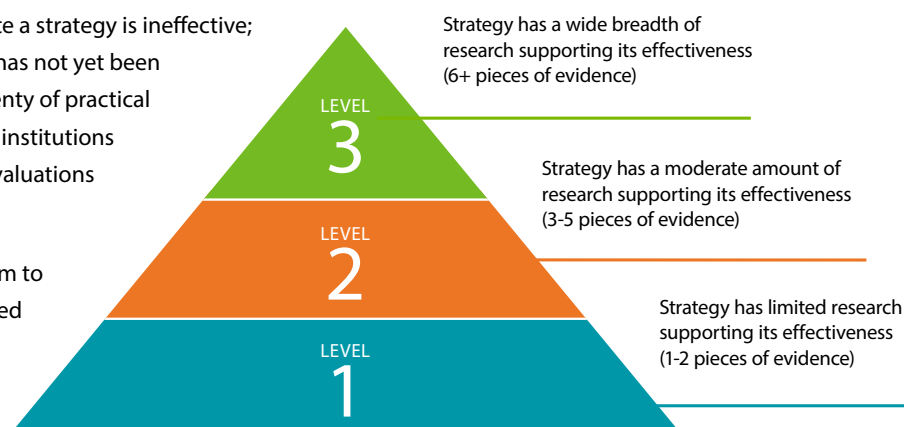 te a strategy is ineffective;
has not yet been
nty of practical
institutions
valuations
m to
ed
LEVEL
3
Strategy has a wide breadth of
research supporting its effectiveness
(6+ pieces of evidence)
LEVEL
2
Strategy has a moderate amount of
research supporting its effectiveness
(3-5 pieces of evidence)
LEVEL
1
Strategy has limited research
supporting its effectiveness
(1-2 pieces of evidence)